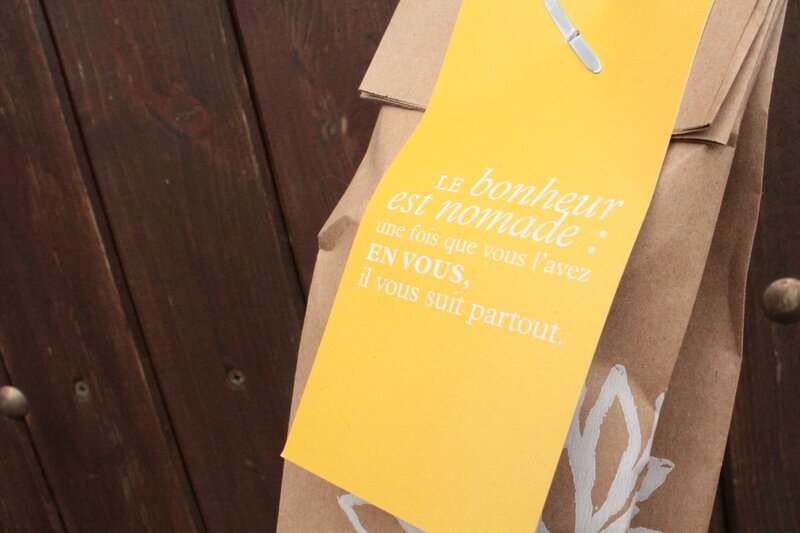 LE bonheur
est nomade :
une fois que vous l'avez
EN VOUS,
il vous suit partout.